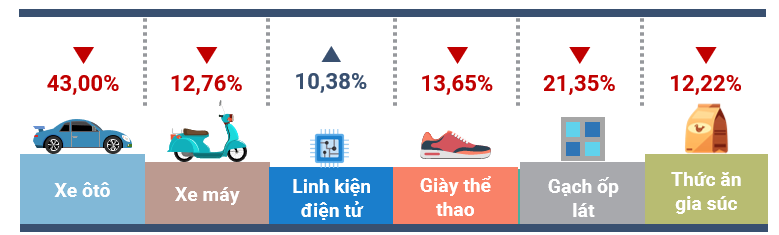 43,00%
12,76%
10,38%
13,65%
21,35%
12,22%
Xe ôtô
Xe máy
Linh kiện
điện tử
Giày thể
thao
Gạch ốp
lát
Thức ăn
gia súc